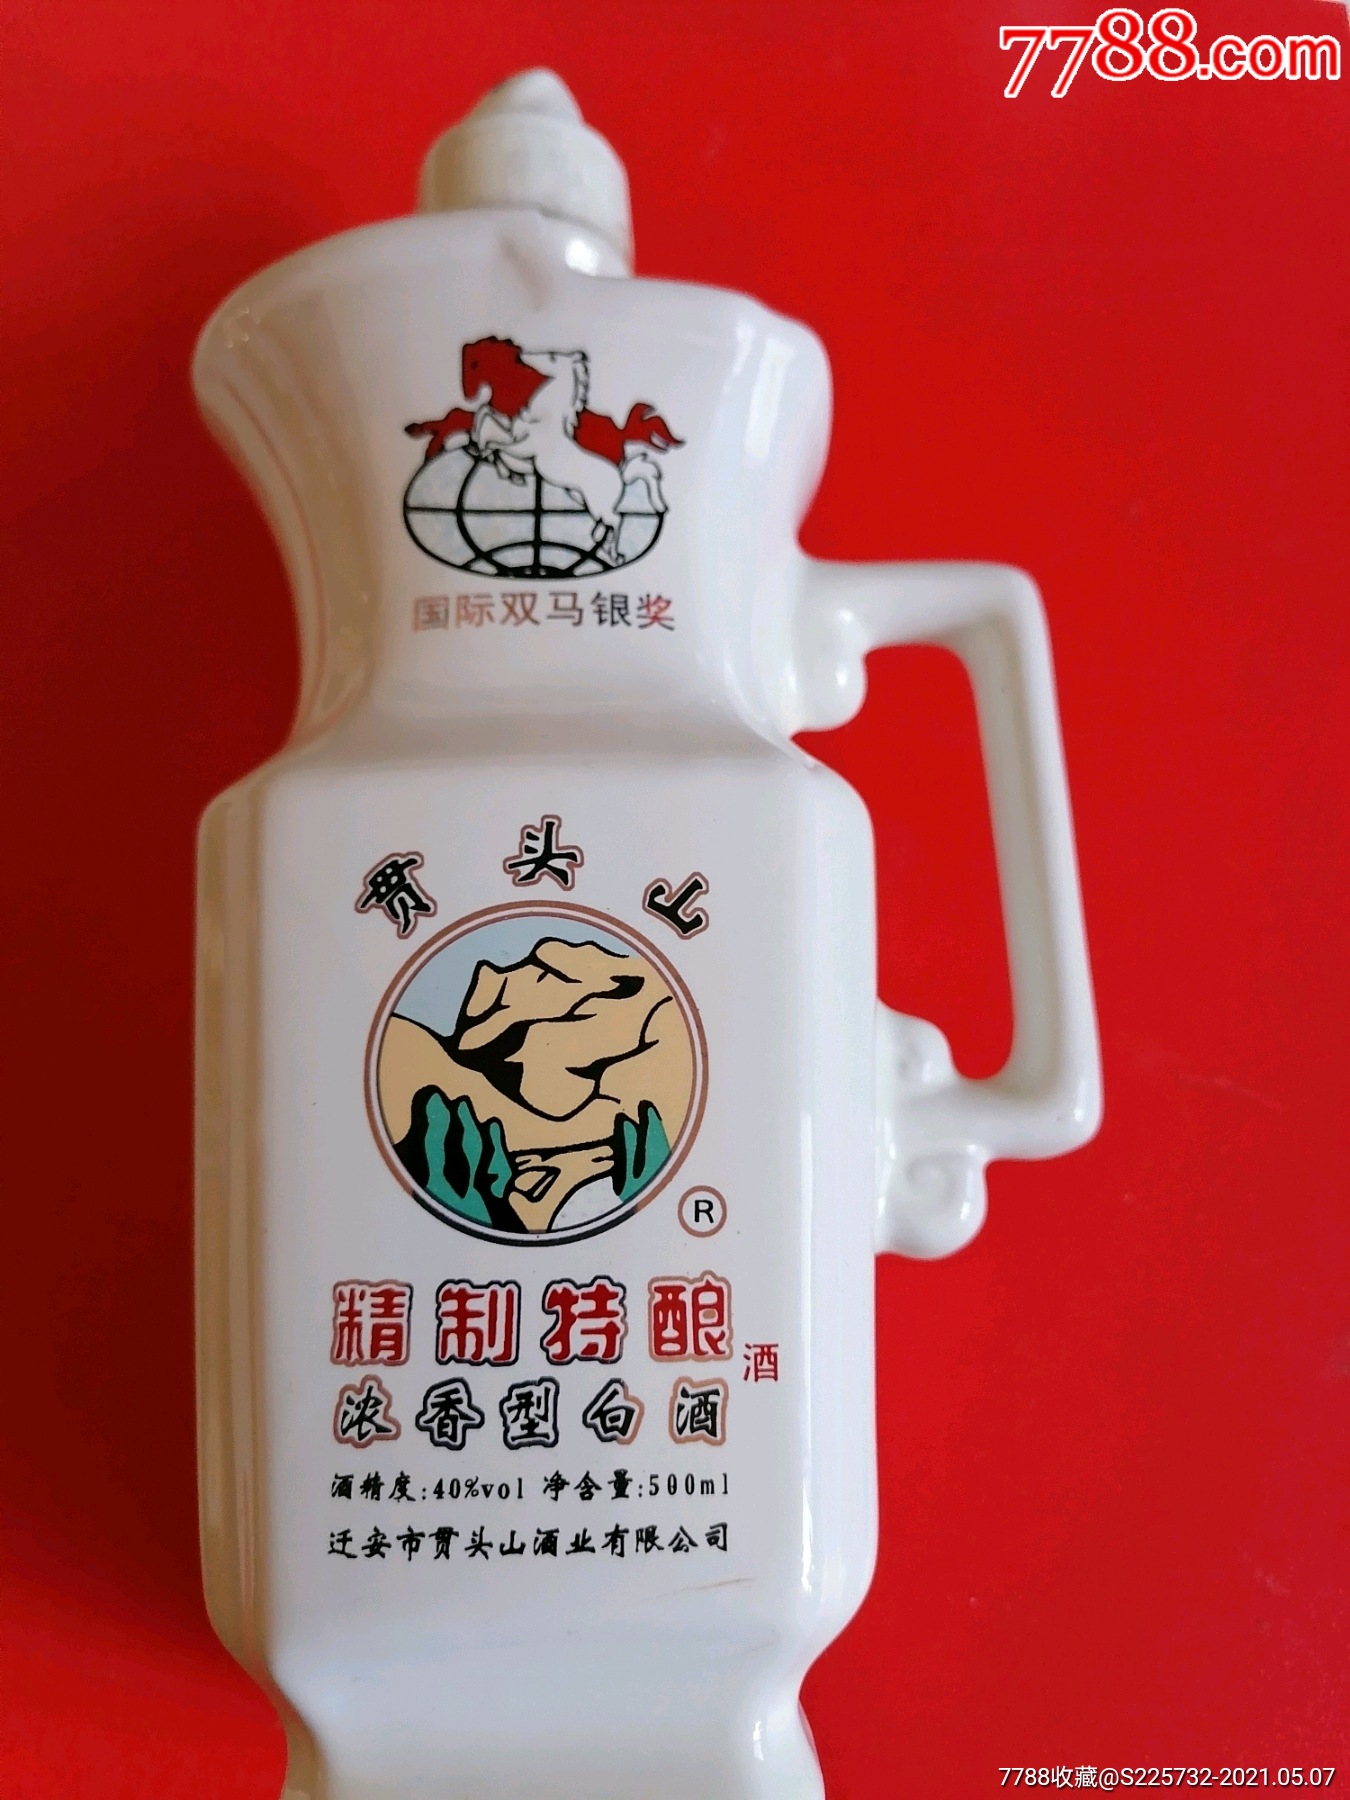 7788.com
国际双马银奖
贯头山
R
精制特酿酒
浓香型白酒
酒精度:40%vol 净含量:500ml
迁安市贯头山酒业有限公司
7788收藏@S225732-2021.05.07